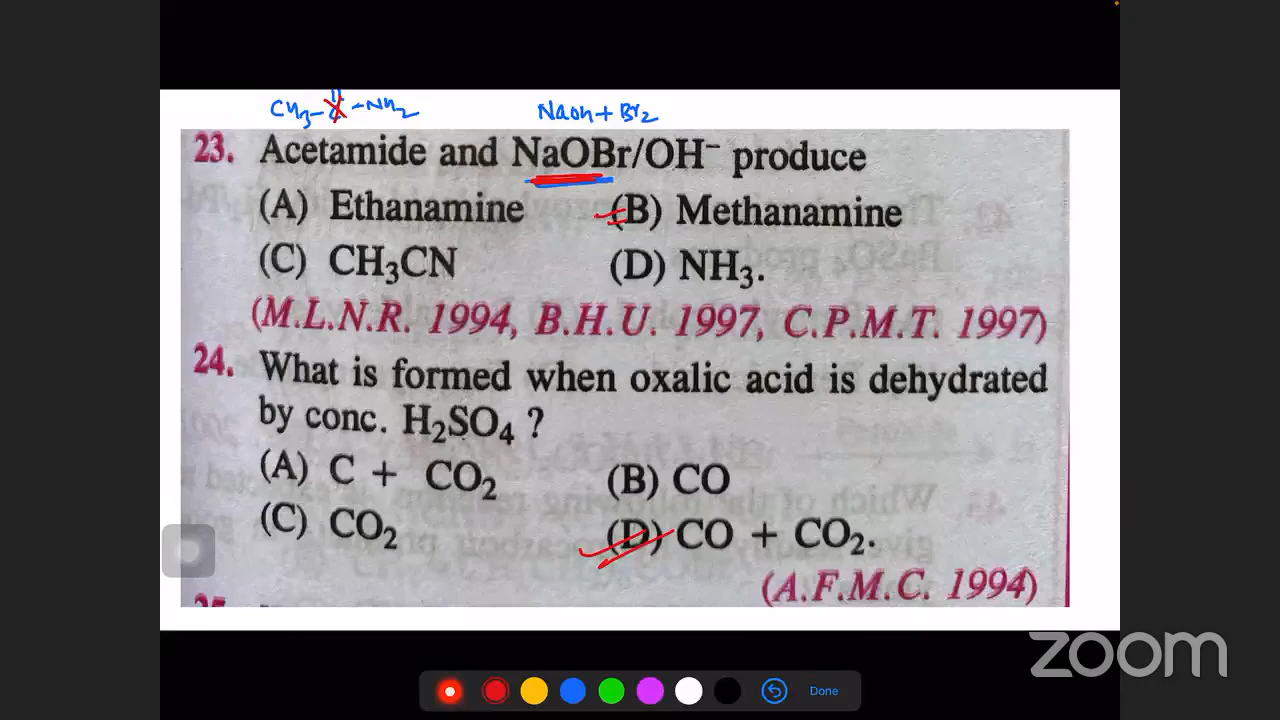 CH3-C-NH2 NaOH + Br2
23. Acetamide and NaOBr/OH⁻ produce
(A) Ethanamine (B) Methanamine
(C) CH₃CN (D) NH₃.
(M.L.N.R. 1994, B.H.U. 1997, C.P.M.T. 1997)
24. What is formed when oxalic acid is dehydrated
by conc. H₂SO₄ ?
(A) C + CO₂ (B) CO
(C) CO₂ (D) CO + CO₂.
(A.F.M.C. 1994)
zoom
Done